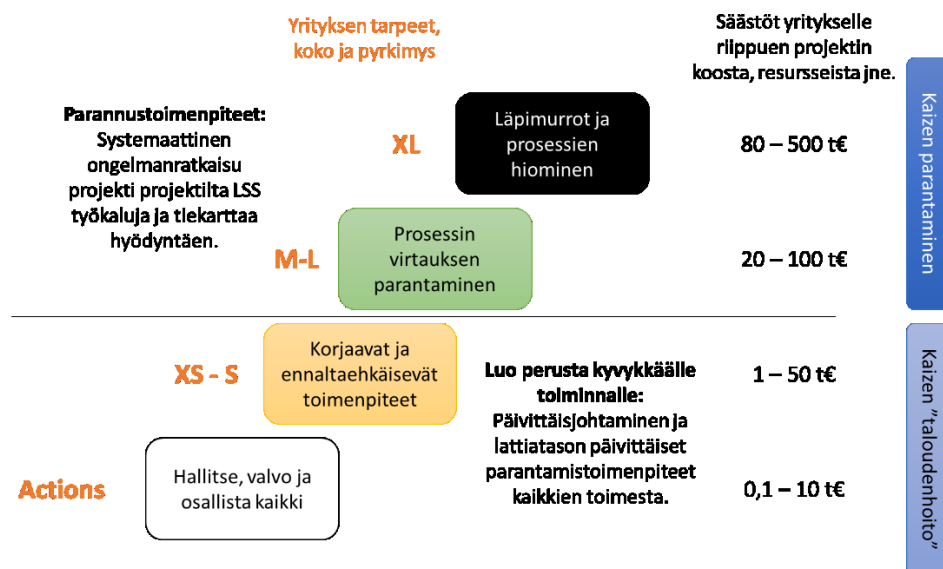 Yrityksen tarpeet,
koko ja pyrkimys
Säästöt yritykselle
riippuen projektin
koosta, resursseista jne.
Parannustoimenpiteet:
Systemaattinen
ongelmanratkaisu
projekti projektilta LSS
työkaluja ja tiekarttaa
hyödyntäen.
XL
Läpimurrot ja
prosessien
hiominen
80 – 500 t€
M-L
Prosessin
virtauksen
parantaminen
20 – 100 t€
Kaizen parantaminen
XS - S
Korjaavat ja
ennaltaehkäisevät
toimenpiteet
Luo perusta kyvykkäälle
toiminnalle:
Päivittäisjohtaminen ja
lattiatason päivittäiset
parantamistoimenpiteet
kaikkien toimesta.
1 – 50 t€
Actions
Hallitse, valvo ja
osallista kaikki
0,1 – 10 t€
Kaizen ”taloudenhoito”